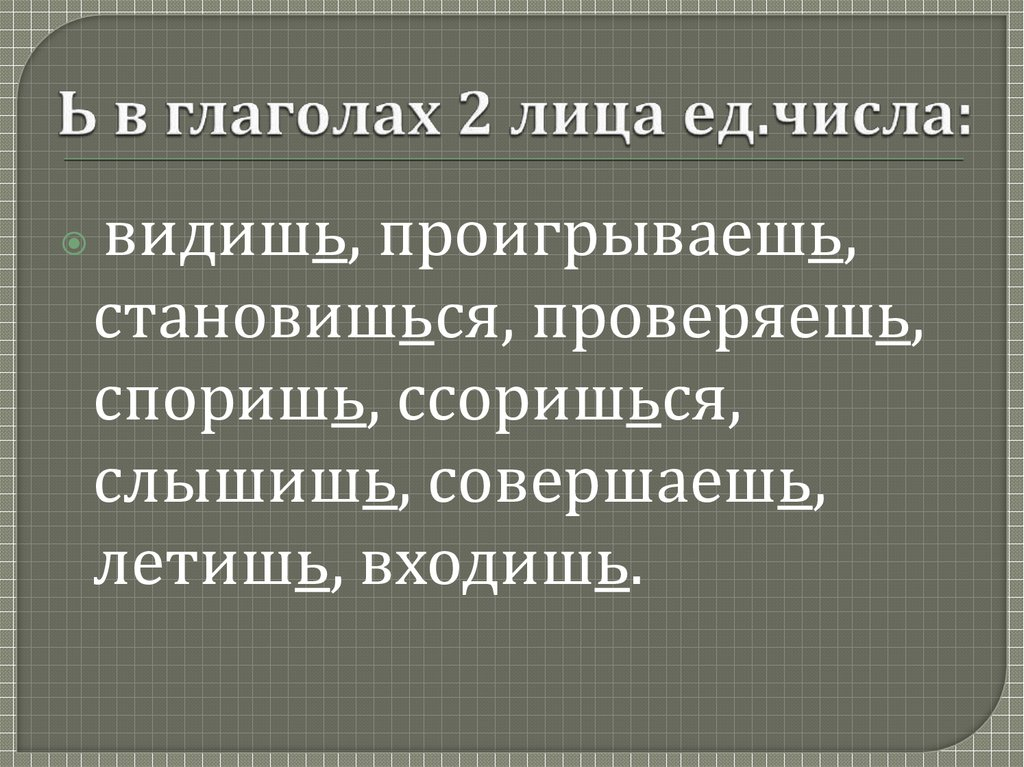 Ь в глаголах 2 лица ед.числа:
видишь, проигрываешь,
становишься, проверяешь,
споришь, ссоришься,
слышишь, совершаешь,
летишь, входишь.